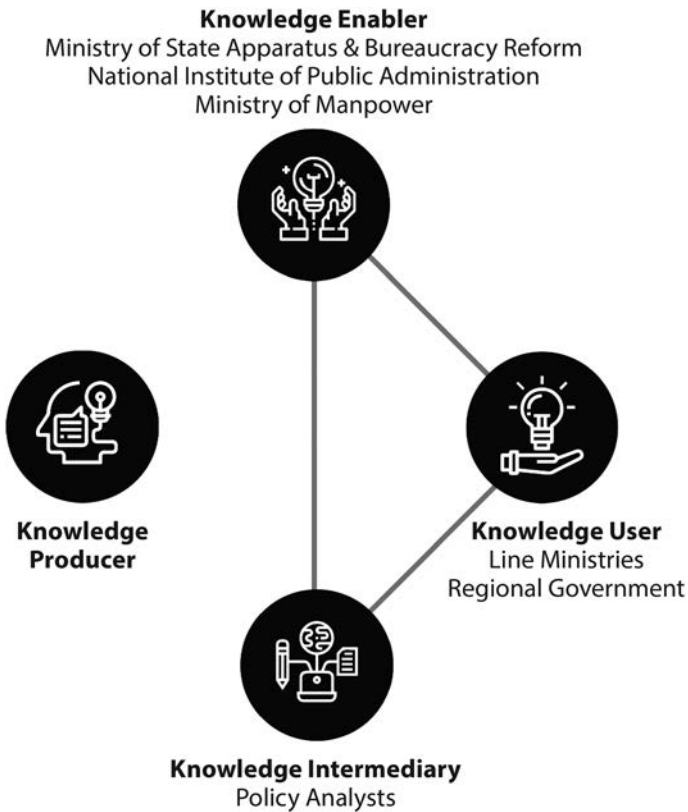 Knowledge Enabler
Ministry of State Apparatus & Bureaucracy Reform
National Institute of Public Administration
Ministry of Manpower
Knowledge
Producer
Knowledge User
Line Ministries
Regional Government
Knowledge Intermediary
Policy Analysts